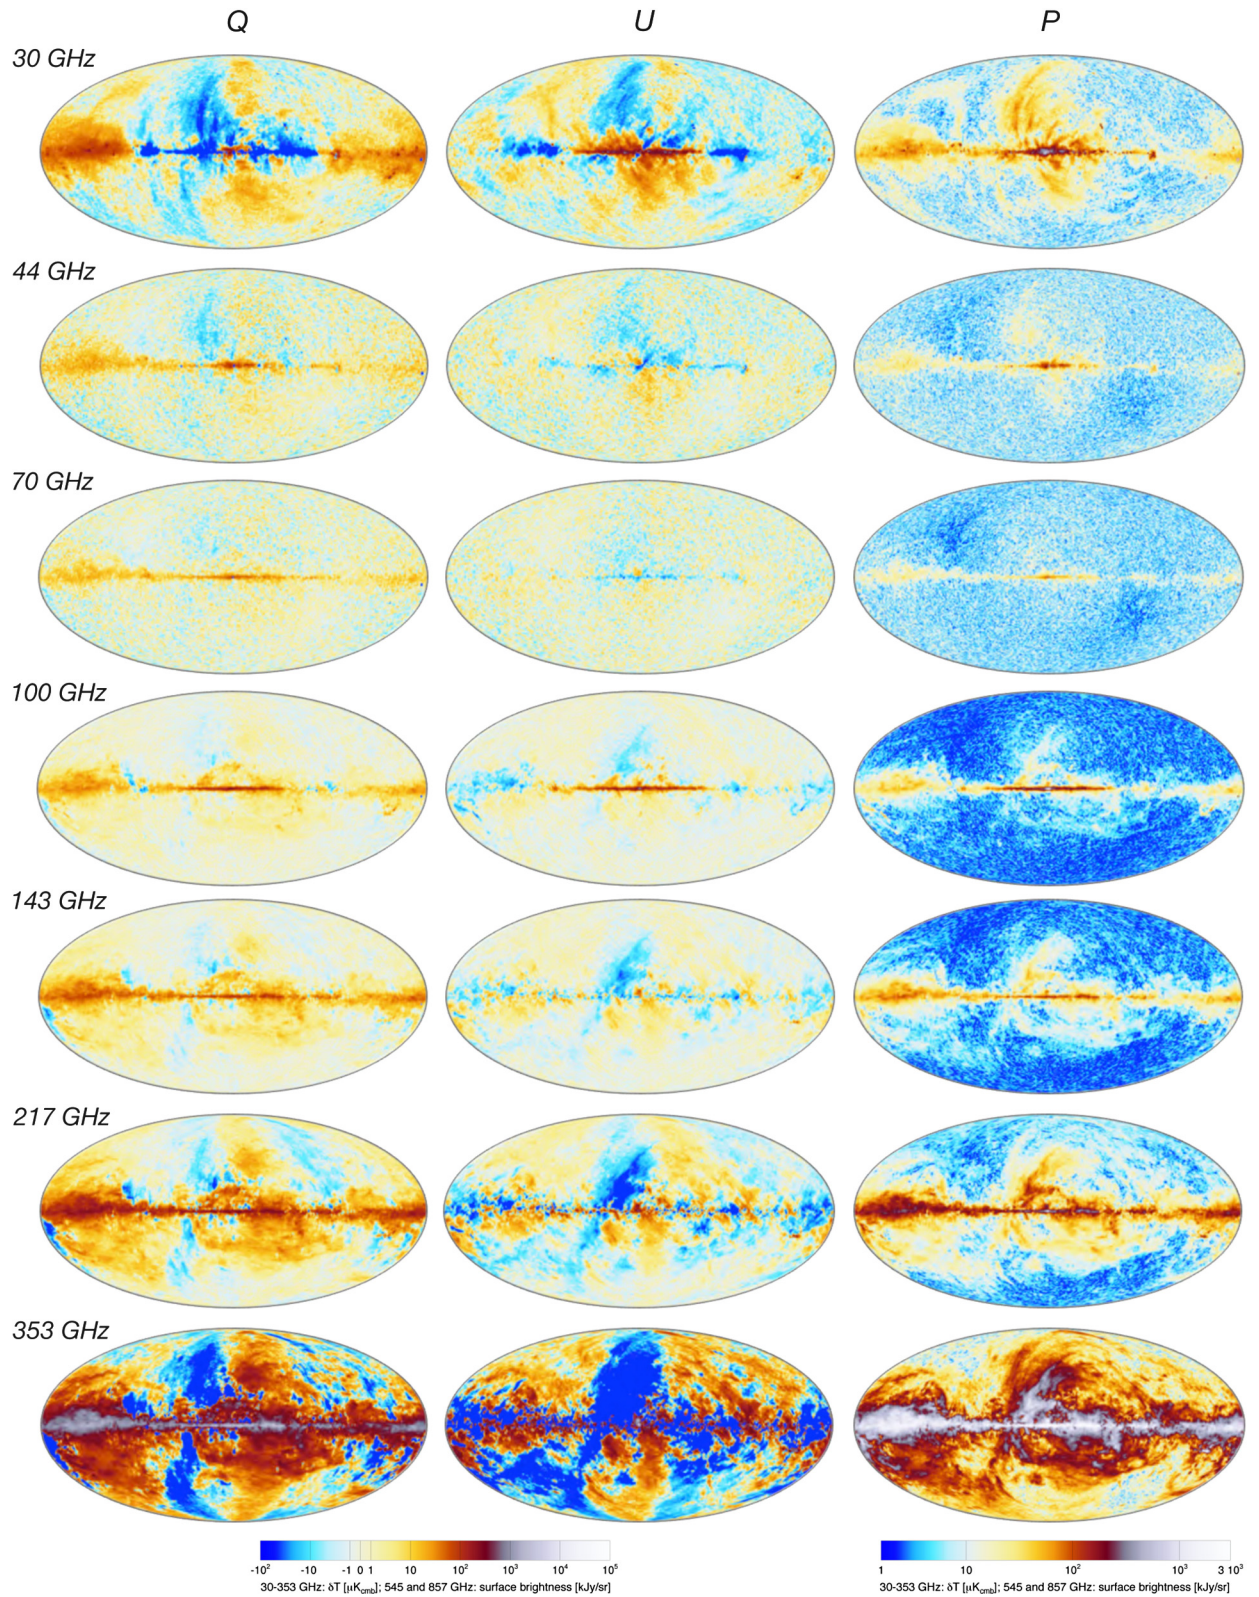 Q U P
30 GHz
44 GHz
70 GHz
100 GHz
143 GHz
217 GHz
353 GHz
-10² -10 -1 0 1 10 10² 10³ 10⁴ 10⁵
30-353 GHz: δT [μK_cmb]; 545 and 857 GHz: surface brightness [kJy/sr]
1 10 10² 10³ 3 10³
30-353 GHz: δT [μK_cmb]; 545 and 857 GHz: surface brightness [kJy/sr]